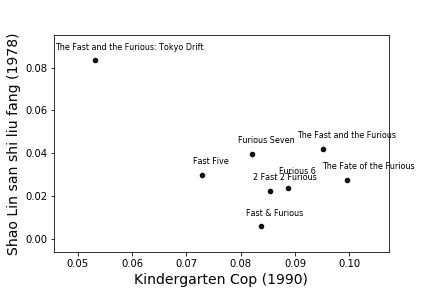 The Fast and the Furious: Tokyo Drift
Furious Seven
The Fast and the Furious
Fast Five
The Fate of the Furious
Furious 6
2 Fast 2 Furious
Fast & Furious
0.08
0.06
0.04
0.02
0.00
Shao Lin san shi liu fang (1978)
0.05 0.06 0.07 0.08 0.09 0.10
Kindergarten Cop (1990)